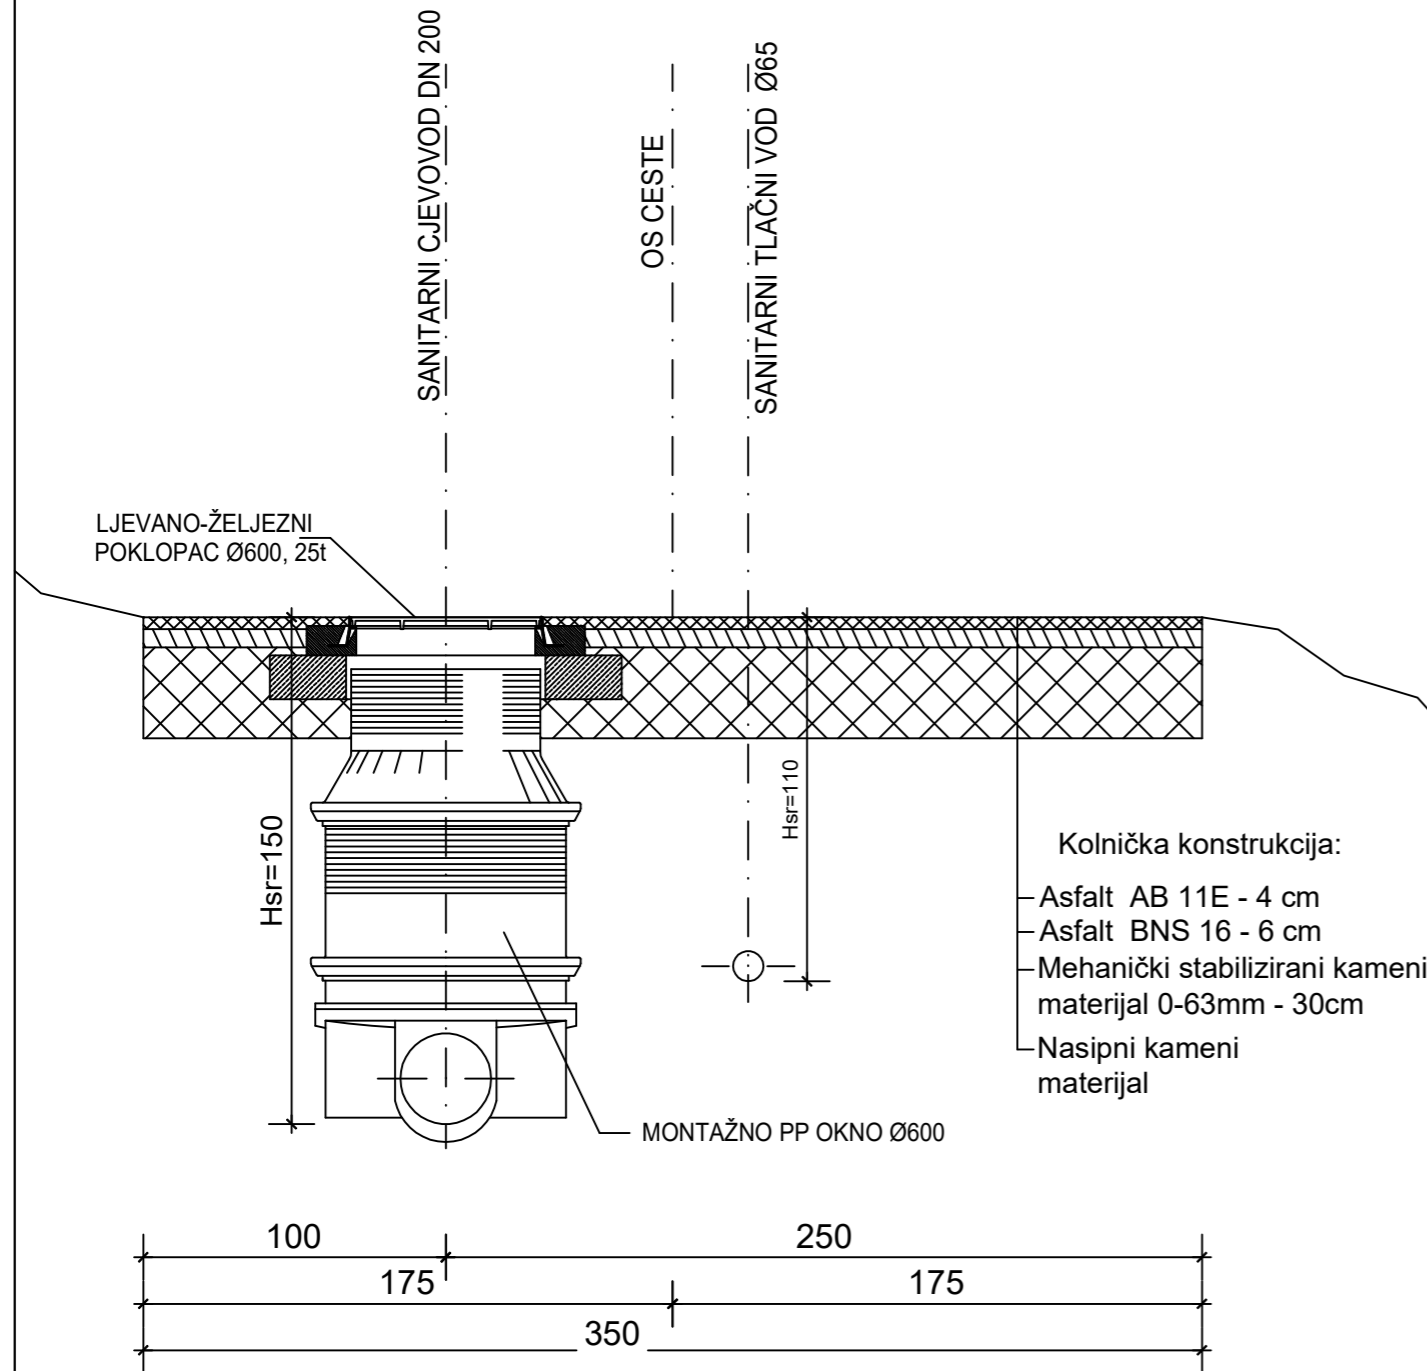 SANITARNI CJEVOVOD DN 200
OS CESTE
SANITARNI TLAČNI VOD Ø65
LJEVANO-ŽELJEZNI
POKLOPAC Ø600, 25t
Hsr=150
Hsr=110
Kolnička konstrukcija:
Asfalt AB 11E - 4 cm
Asfalt BNS 16 - 6 cm
Mehanički stabilizirani kameni
materijal 0-63mm - 30cm
Nasipni kameni
materijal
MONTAŽNO PP OKNO Ø600
100
250
175
175
350